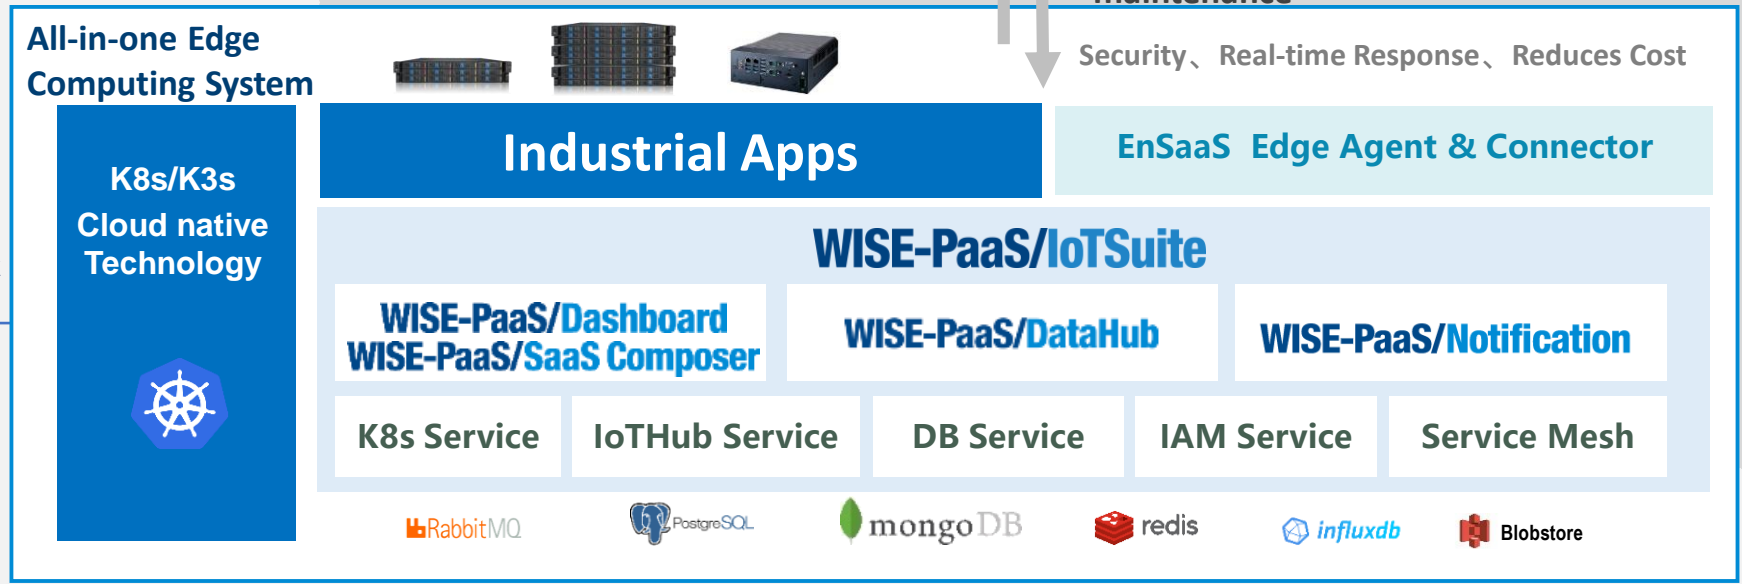 maintenance
All-in-one Edge
Computing System
Security、Real-time Response、Reduces Cost
K8s/K3s
Cloud native
Technology
Industrial Apps
EnSaaS Edge Agent & Connector
WISE-PaaS/IoTSuite
WISE-PaaS/Dashboard
WISE-PaaS/SaaS Composer
WISE-PaaS/DataHub
WISE-PaaS/Notification
K8s Service
IoTHub Service
DB Service
IAM Service
Service Mesh
RabbitMQ
PostgreSQL
mongoDB
redis
influxdb
Blobstore